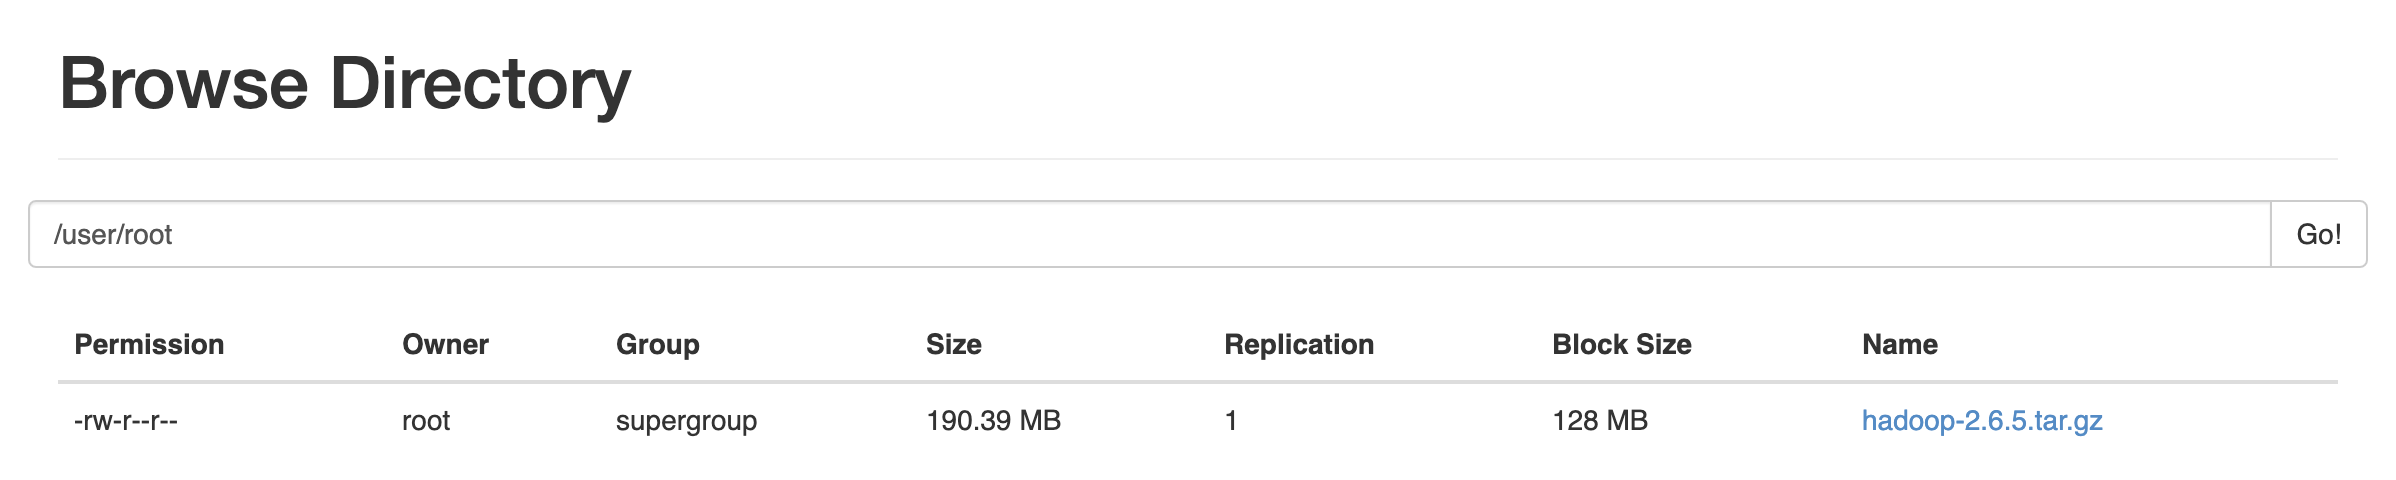 Browse Directory
/user/root Go!
Permission Owner Group Size Replication Block Size Name
-rw-r--r-- root supergroup 190.39 MB 1 128 MB hadoop-2.6.5.tar.gz